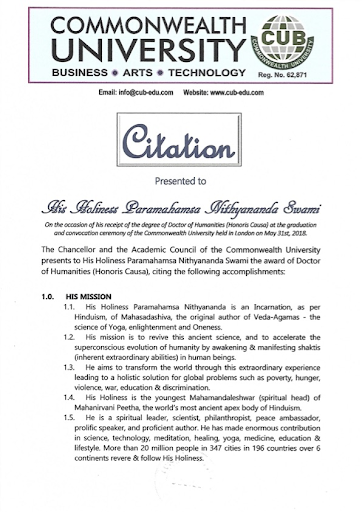 COMMONWEALTH
UNIVERSITY
BUSINESS ● ARTS ● TECHNOLOGY
CUB
COMMONWEALTH UNIVERSITY
Reg. No. 62,871
Email: info@cub-edu.com Website: www.cub-edu.com
Citation
Presented to
His Holiness Paramahamsa Nithyananda Swami
On the occasion of his receipt of the degree of Doctor of Humanities (Honoris Causa) at the graduation
and convocation ceremony of the Commonwealth University held in London on May 31st, 2018.
The Chancellor and the Academic Council of the Commonwealth University
presents to His Holiness Paramahamsa Nithyananda Swami the award of Doctor
of Humanities (Honoris Causa), citing the following accomplishments:
1.0. HIS MISSION
1.1. His Holiness Paramahamsa Nithyananda is an Incarnation, as per
Hinduism, of Mahasadashiva, the original author of Veda-Agamas - the
science of Yoga, enlightenment and Oneness.
1.2. His mission is to revive this ancient science, and to accelerate the
superconscious evolution of humanity by awakening & manifesting shaktis
(inherent extraordinary abilities) in human beings.
1.3. He aims to transform the world through this extraordinary experience
leading to a holistic solution for global problems such as poverty, hunger,
violence, war, education & discrimination.
1.4. His Holiness is the youngest Mahamandaleshwar (spiritual head) of
Mahanirvani Peetha, the world's most ancient apex body of Hinduism.
1.5. He is a spiritual leader, scientist, philanthropist, peace ambassador,
prolific speaker, and proficient author. He has made enormous contribution
in science, technology, meditation, healing, yoga, medicine, education &
lifestyle. More than 20 million people in 347 cities in 196 countries over 6
continents revere & follow His Holiness.